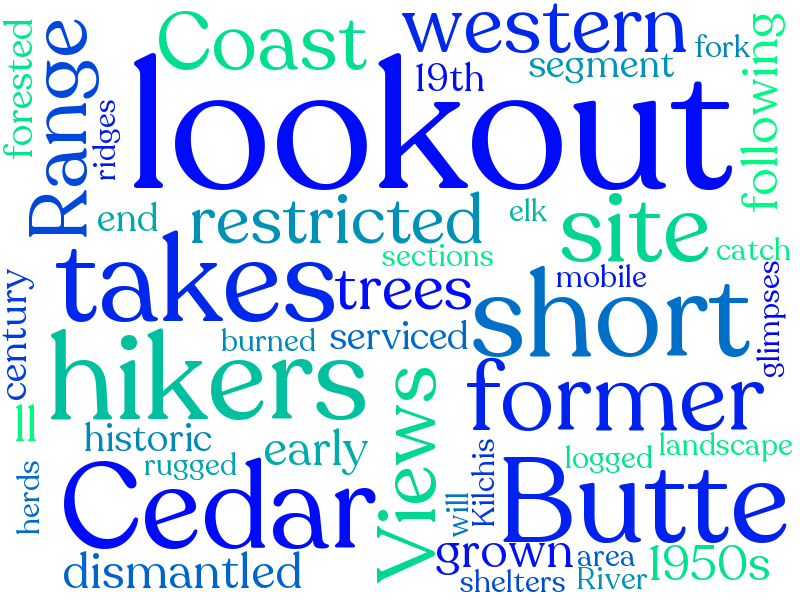 Coast
western
fork
segment
19th
forested
Range
ridges
lookout
following
end
restricted
elk
site
catch
sections
takes
trees
mobile
glimpses
century
burned
serviced
short
hikers
former
ll
historic
early
rugged
Views
Kilchis
will
logged
landscape
herds
Cedar
Butte
dismantled
grown
area
1950s
shelters
River